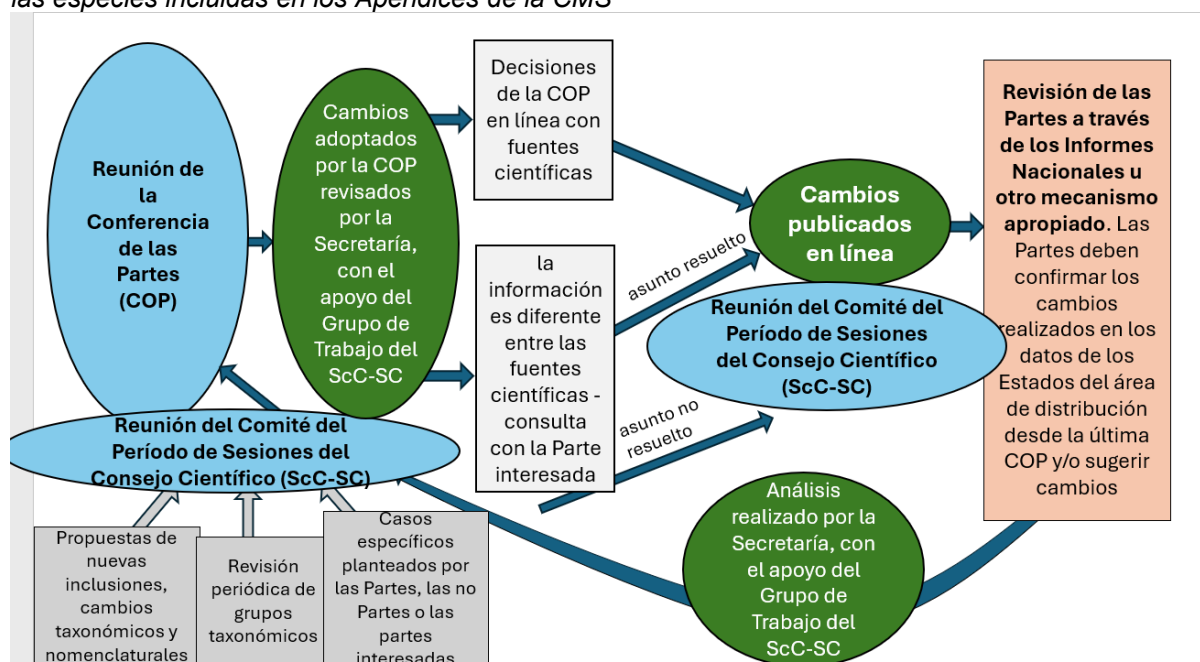 las especies incluidas en los Apéndices de la CMS
Reunión de
la
Conferencia
de las
Partes
(COP)
Cambios
adoptados
por la COP
revisados
por la
Secretaría,
con el
apoyo del
Grupo de
Trabajo del
ScC-SC
Decisiones
de la COP
en línea con
fuentes
científicas
la
información
es diferente
entre las
fuentes
científicas -
consulta
con la Parte
interesada
asunto resuelto
asunto no
resuelto
Cambios
publicados
en línea
Reunión del Comité del
Período de Sesiones
del Consejo Científico
(ScC-SC)
Revisión de las
Partes a través
de los Informes
Nacionales u
otro mecanismo
apropiado. Las
Partes deben
confirmar los
cambios
realizados en los
datos de los
Estados del área
de distribución
desde la última
COP y/o sugerir
cambios
Reunión del Comité del
Período de Sesiones del
Consejo Científico (ScC-SC)
Propuestas de
nuevas
inclusiones,
cambios
taxonómicos y
nomenclaturales
Revisión
periódica de
grupos
taxonómicos
Casos
específicos
planteados por
las Partes, las no
Partes o las
partes
interesadas
Análisis
realizado por la
Secretaría, con
el apoyo del
Grupo de
Trabajo del
ScC-SC